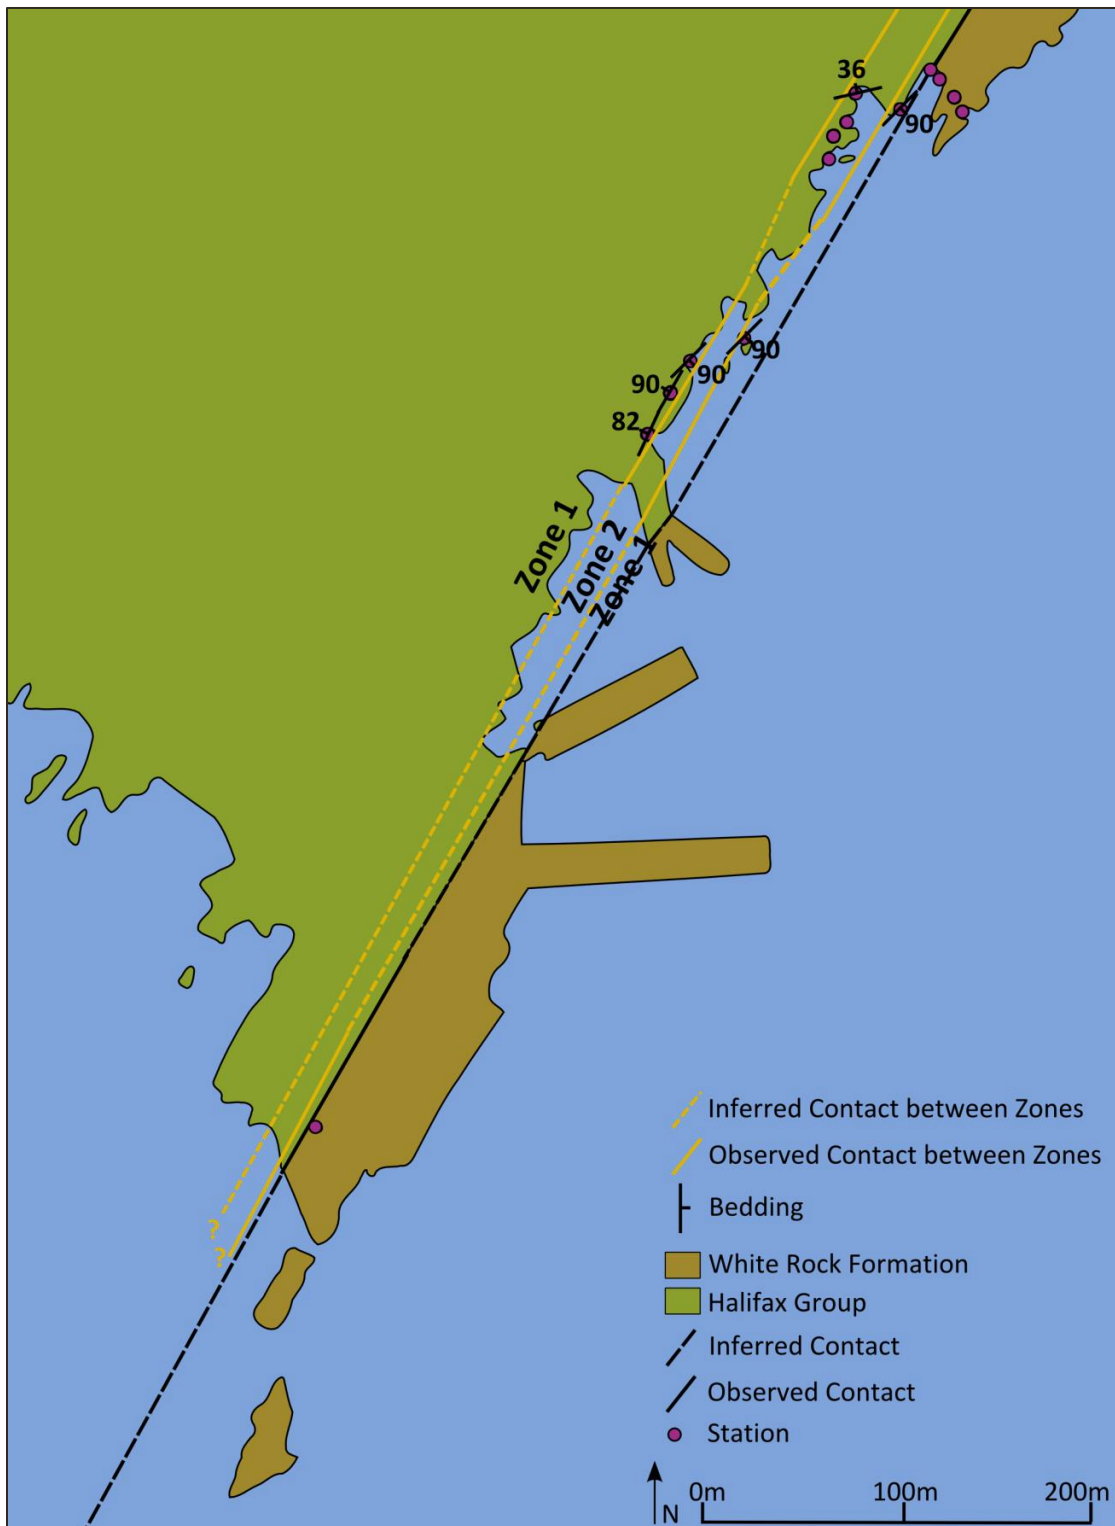 36
90
90
90
90
82
Zone 1
Zone 2
Zone 1
Inferred Contact between Zones
Observed Contact between Zones
Bedding
White Rock Formation
Halifax Group
?
?
Inferred Contact
Observed Contact
Station
N
0m
100m
200m